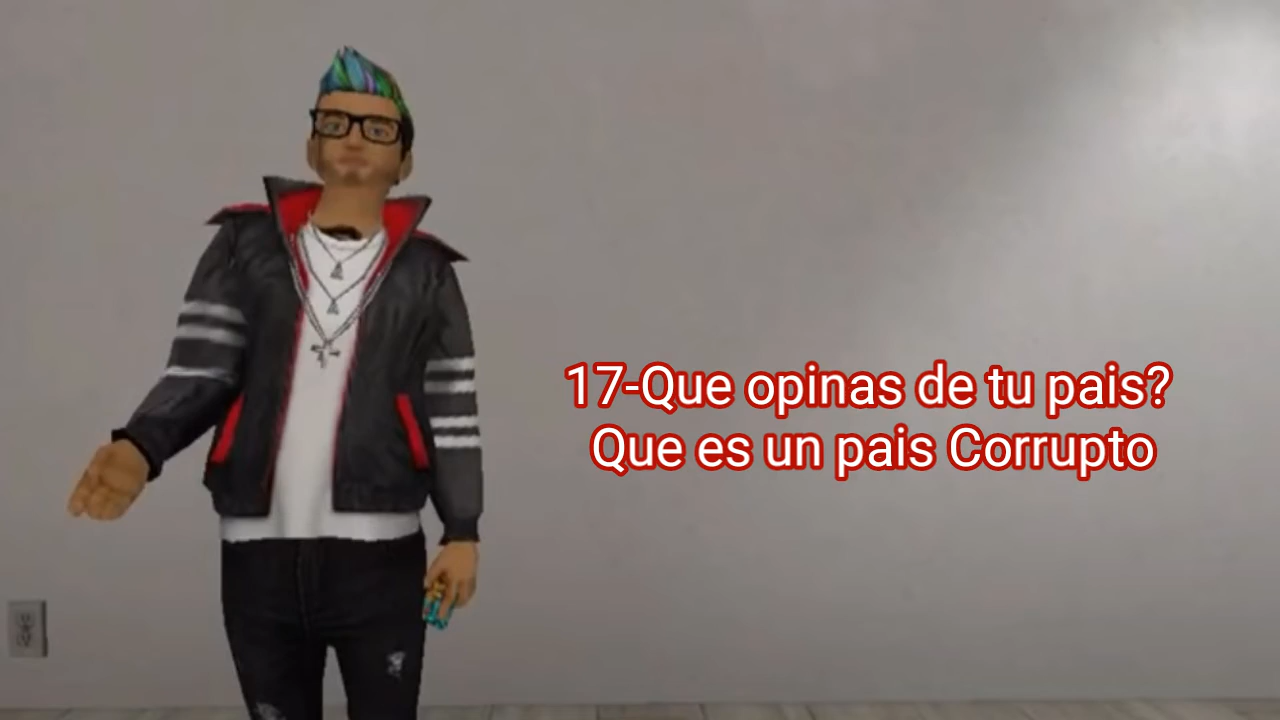 17-Que opinas de tu pais?
Que es un pais Corrupto